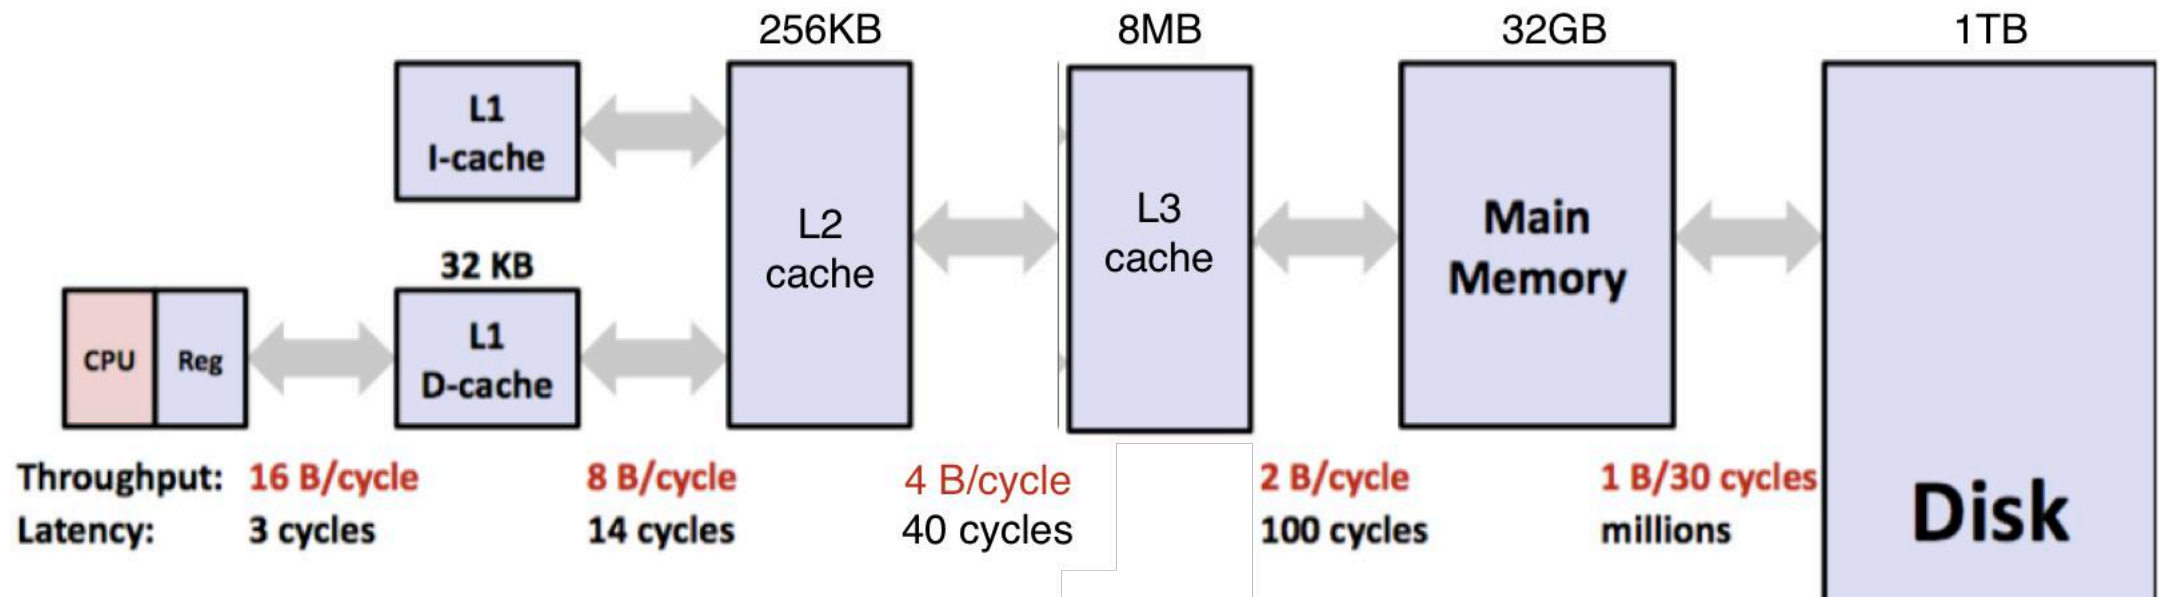 256KB
8MB
32GB
1TB
L1
I-cache
L2
cache
L3
cache
Main
Memory
32 KB
CPU
Reg
L1
D-cache
Throughput: 16 B/cycle 8 B/cycle 4 B/cycle 2 B/cycle 1 B/30 cycles
Latency: 3 cycles 14 cycles 40 cycles 100 cycles millions
Disk